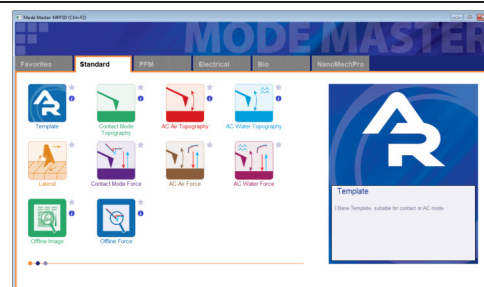 Mode Master: MFP3D (Ctrl+F2)
MODE MASTER
Favorites Standard PFM Electrical Bio NanoMechPro
Template
Contact Mode
Topography
AC Air Topography
AC Water Topography
Lateral
Contact Mode Force
AC Air Force
AC Water Force
Offline Image
Offline Force
AR
Template
Base Template, suitable for contact or AC mode.